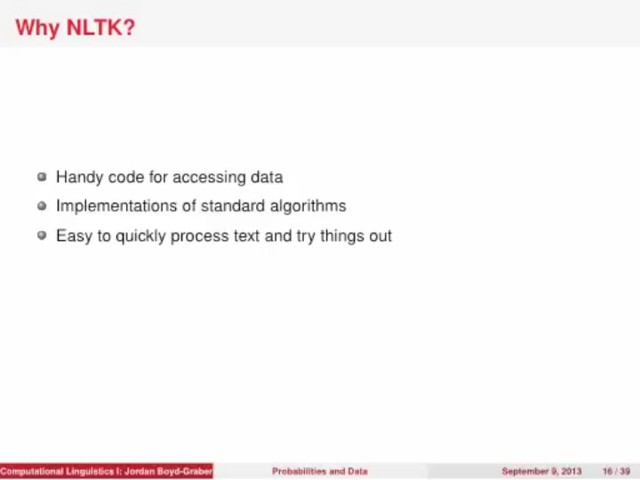 Why NLTK?
Handy code for accessing data
Implementations of standard algorithms
Easy to quickly process text and try things out
Computational Linguistics I: Jordan Boyd-Graber Probabilities and Data September 9, 2013 16 / 39